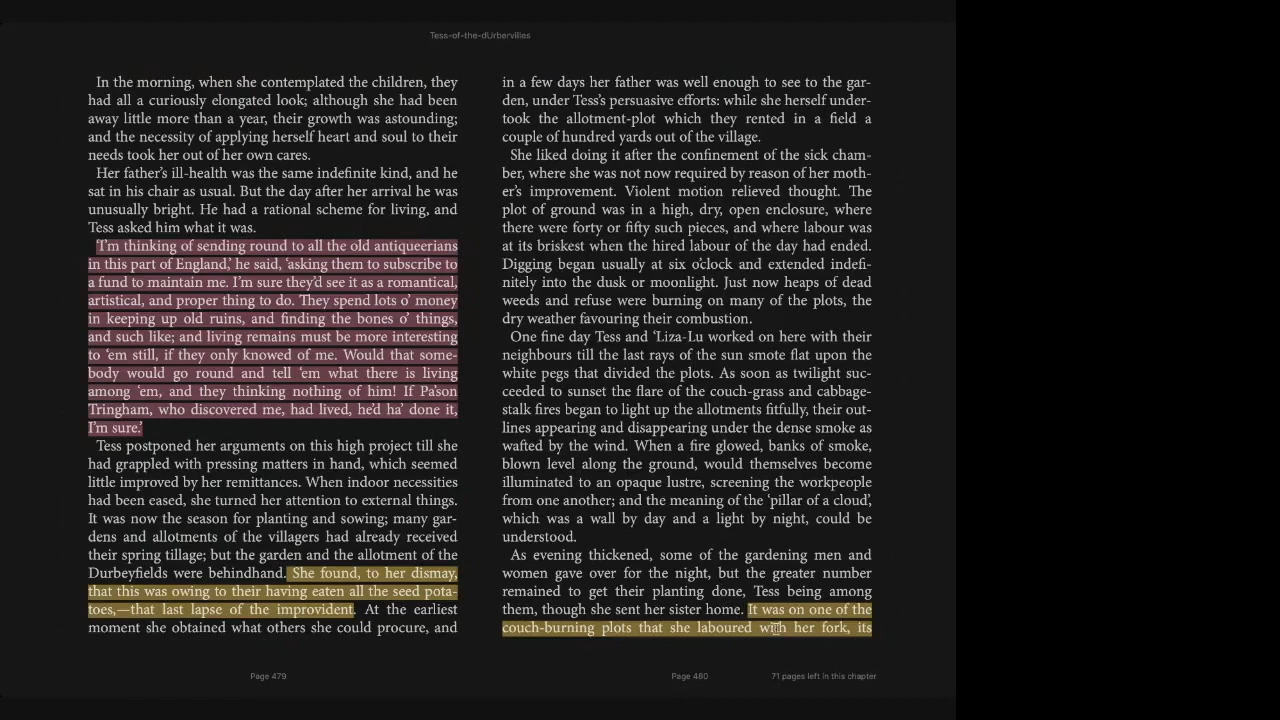 Tess-of-the-dUrbervilles
In the morning, when she contemplated the children, they
had all a curiously elongated look; although she had been
away little more than a year, their growth was astounding;
and the necessity of applying herself heart and soul to their
needs took her out of her own cares.
Her father's ill-health was the same indefinite kind, and he
sat in his chair as usual. But the day after her arrival he was
unusually bright. He had a rational scheme for living, and
Tess asked him what it was.
'I'm thinking of sending round to all the old antiqueerians
in this part of England,' he said, 'asking them to subscribe to
a fund to maintain me. I'm sure they'd see it as a romantical,
artistical, and proper thing to do. They spend lots o' money
in keeping up old ruins, and finding the bones o' things,
and such like; and living remains must be more interesting
to 'em still, if they only knowed of me. Would that some-
body would go round and tell 'em what there is living
among 'em, and they thinking nothing of him! If Pa'son
Tringham, who discovered me, had lived, he'd ha' done it,
I'm sure.'
Tess postponed her arguments on this high project till she
had grappled with pressing matters in hand, which seemed
little improved by her remittances. When indoor necessities
had been eased, she turned her attention to external things.
It was now the season for planting and sowing; many gar-
dens and allotments of the villagers had already received
their spring tillage; but the garden and the allotment of the
Durbeyfields were behindhand. She found, to her dismay,
that this was owing to their having eaten all the seed pota-
toes,—that last lapse of the improvident. At the earliest
moment she obtained what others she could procure, and
in a few days her father was well enough to see to the gar-
den, under Tess's persuasive efforts: while she herself under-
took the allotment-plot which they rented in a field a
couple of hundred yards out of the village.
She liked doing it after the confinement of the sick cham-
ber, where she was not now required by reason of her moth-
er's improvement. Violent motion relieved thought. The
plot of ground was in a high, dry, open enclosure, where
there were forty or fifty such pieces, and where labour was
at its briskest when the hired labour of the day had ended.
Digging began usually at six o'clock and extended indefi-
nitely into the dusk or moonlight. Just now heaps of dead
weeds and refuse were burning on many of the plots, the
dry weather favouring their combustion.
One fine day Tess and 'Liza-Lu worked on here with their
neighbours till the last rays of the sun smote flat upon the
white pegs that divided the plots. As soon as twilight suc-
ceeded to sunset the flare of the couch-grass and cabbage-
stalk fires began to light up the allotments fitfully, their out-
lines appearing and disappearing under the dense smoke as
wafted by the wind. When a fire glowed, banks of smoke,
blown level along the ground, would themselves become
illuminated to an opaque lustre, screening the workpeople
from one another; and the meaning of the 'pillar of a cloud',
which was a wall by day and a light by night, could be
understood.
As evening thickened, some of the gardening men and
women gave over for the night, but the greater number
remained to get their planting done, Tess being among
them, though she sent her sister home. It was on one of the
couch-burning plots that she laboured with her fork, its
Page 479
Page 480
71 pages left in this chapter